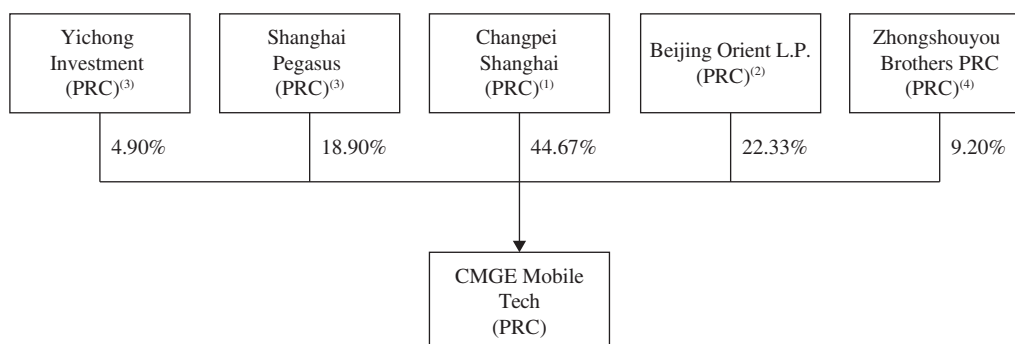 Yichong
Investment
(PRC)(3)
Shanghai
Pegasus
(PRC)(3)
Changpei
Shanghai
(PRC)(1)
Beijing Orient L.P.
(PRC)(2)
Zhongshouyou
Brothers PRC
(PRC)(4)
4.90%
18.90%
44.67%
22.33%
9.20%
CMGE Mobile
Tech
(PRC)